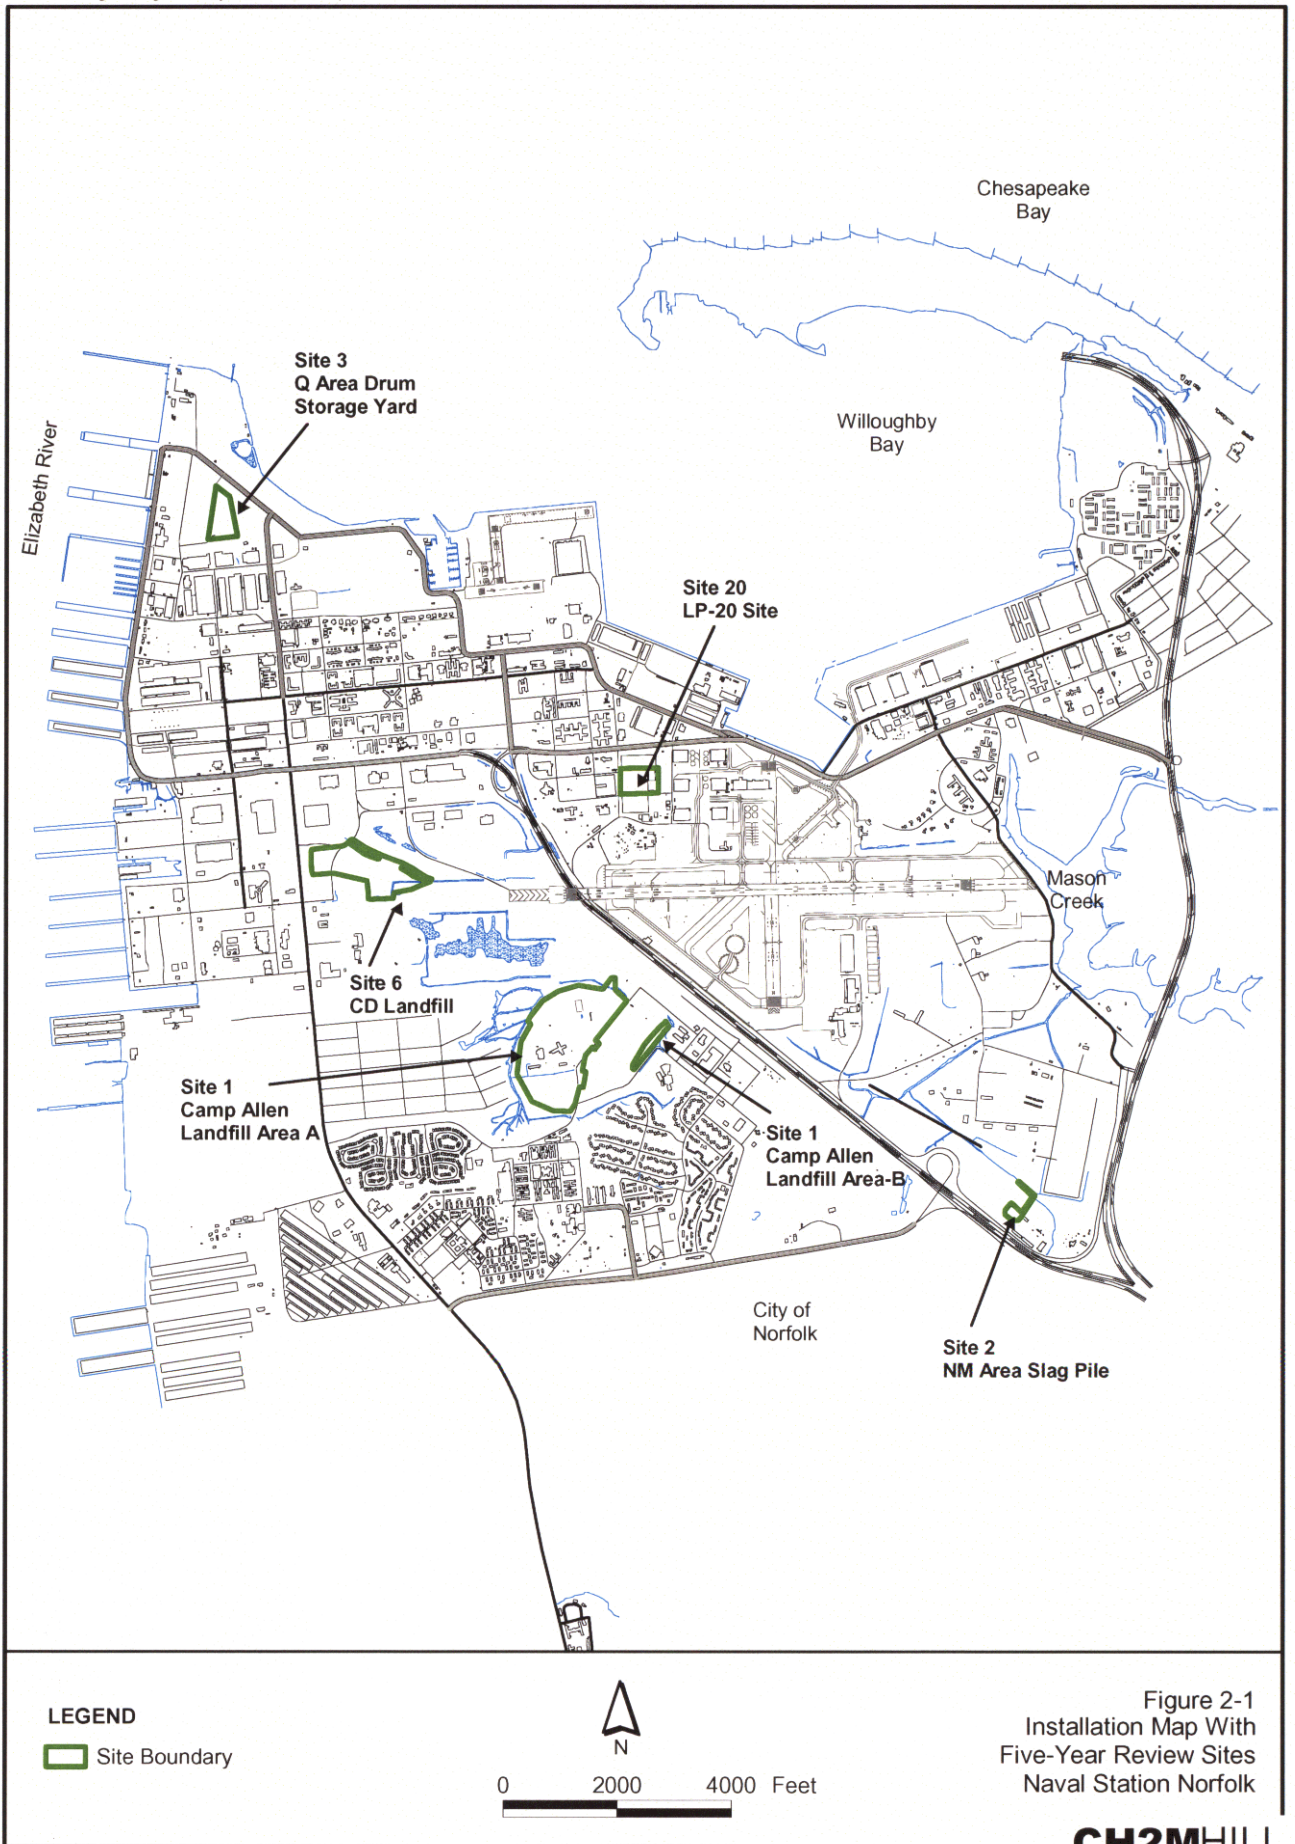 Chesapeake
Bay
Site 3
Q Area Drum
Storage Yard
Willoughby
Bay
Elizabeth River
Site 20
LP-20 Site
Mason
Creek
Site 6
CD Landfill
Site 1
Camp Allen
Landfill Area A
Site 1
Camp Allen
Landfill Area-B
City of
Norfolk
Site 2
NM Area Slag Pile
LEGEND
Site Boundary
N
0 2000 4000 Feet
Figure 2-1
Installation Map With
Five-Year Review Sites
Naval Station Norfolk
CH2MHILL